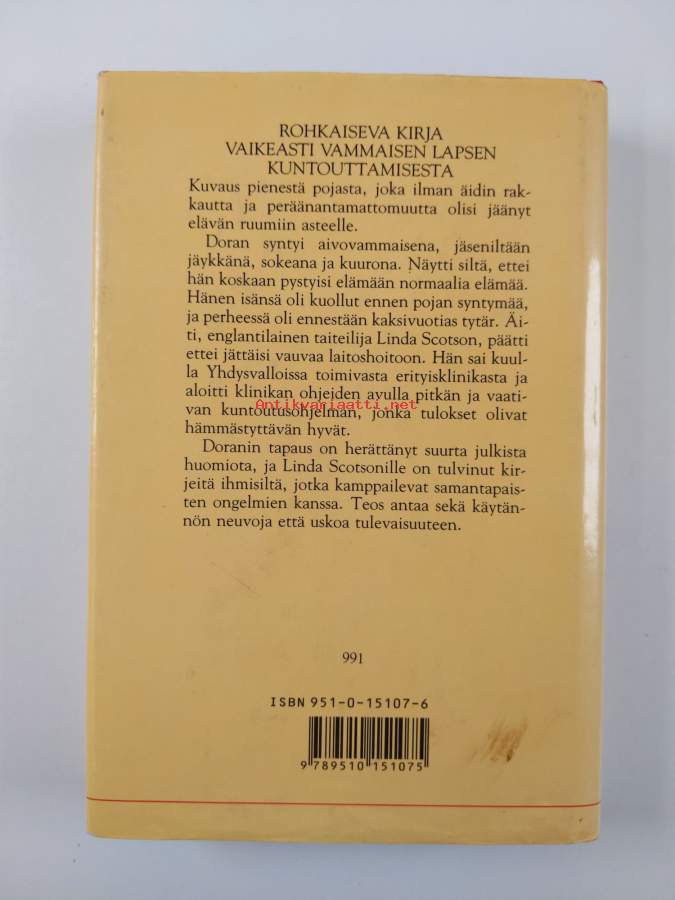 ROHKAISEVA KIRJA
VAIKEASTI VAMMAISEN LAPSEN
KUNTOUTTAMISESTA
Kuvaus pienestä pojasta, joka ilman äidin rak-
kautta ja peräänantamattomuutta olisi jäänyt
elävän ruumiin asteelle.
Doran syntyi aivovammaisena, jäseniltään
jäykkänä, sokeana ja kuurona. Näytti siltä, ettei
hän koskaan pystyisi elämään normaalia elämää.
Hänen isänsä oli kuollut ennen pojan syntymää,
ja perheessä oli ennestään kaksivuotias tytär. Äi-
ti, englantilainen taiteilija Linda Scotson, päätti
ettei jättäisi vauvaa laitoshoitoon. Hän sai kuul-
la Yhdysvalloissa toimivasta erityisklinikasta ja
aloitti klinikan ohjeiden avulla pitkän ja vaati-
Antikvariaatti.net
van kuntoutusohjelman, jonka tulokset olivat
hämmästyttävän hyvät.
Doranin tapaus on herättänyt suurta julkista
huomiota, ja Linda Scotsonille on tulvinut kir-
jeitä ihmisiltä, jotka kamppailevat samantapais-
ten ongelmien kanssa. Teos antaa sekä käytän-
nön neuvoja että uskoa tulevaisuuteen.
991
ISBN 951-0-15107-6
9 789510 151075